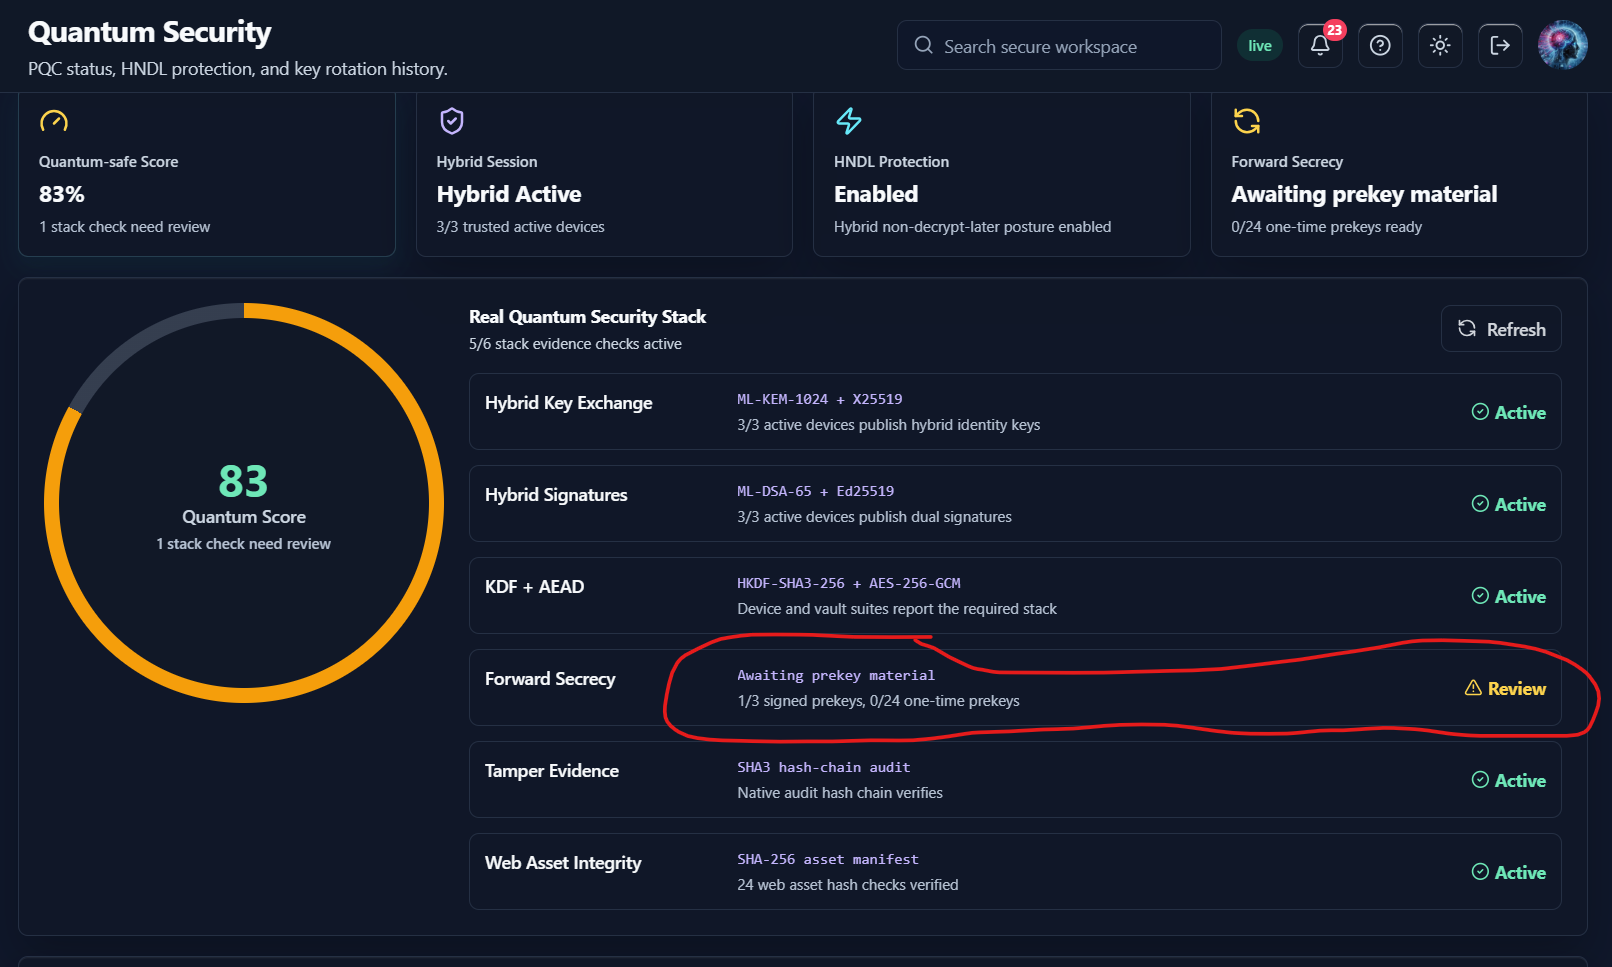 Quantum Security
PQC status, HNDL protection, and key rotation history.
Search secure workspace
live
23
Quantum-safe Score
83%
1 stack check need review
Hybrid Session
Hybrid Active
3/3 trusted active devices
HNDL Protection
Enabled
Hybrid non-decrypt-later posture enabled
Forward Secrecy
Awaiting prekey material
0/24 one-time prekeys ready
83
Quantum Score
1 stack check need review
Real Quantum Security Stack
5/6 stack evidence checks active
Refresh
Hybrid Key Exchange
ML-KEM-1024 + X25519
3/3 active devices publish hybrid identity keys
Active
Hybrid Signatures
ML-DSA-65 + Ed25519
3/3 active devices publish dual signatures
Active
KDF + AEAD
HKDF-SHA3-256 + AES-256-GCM
Device and vault suites report the required stack
Active
Forward Secrecy
Awaiting prekey material
1/3 signed prekeys, 0/24 one-time prekeys
Review
Tamper Evidence
SHA3 hash-chain audit
Native audit hash chain verifies
Active
Web Asset Integrity
SHA-256 asset manifest
24 web asset hash checks verified
Active